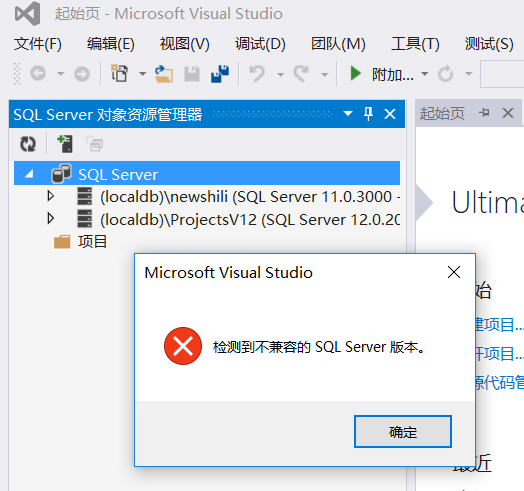 起始页 - Microsoft Visual Studio
文件(F) 编辑(E) 视图(V) 调试(D) 团队(M) 工具(T) 测试(S)
附加...
SQL Server 对象资源管理器
起始页
SQL Server
(localdb)\newshili (SQL Server 11.0.3000 -
(localdb)\ProjectsV12 (SQL Server 12.0.20
项目
Ultima
Microsoft Visual Studio
检测到不兼容的 SQL Server 版本。
确定
始
建项目...
开项目...
源代码管
最近